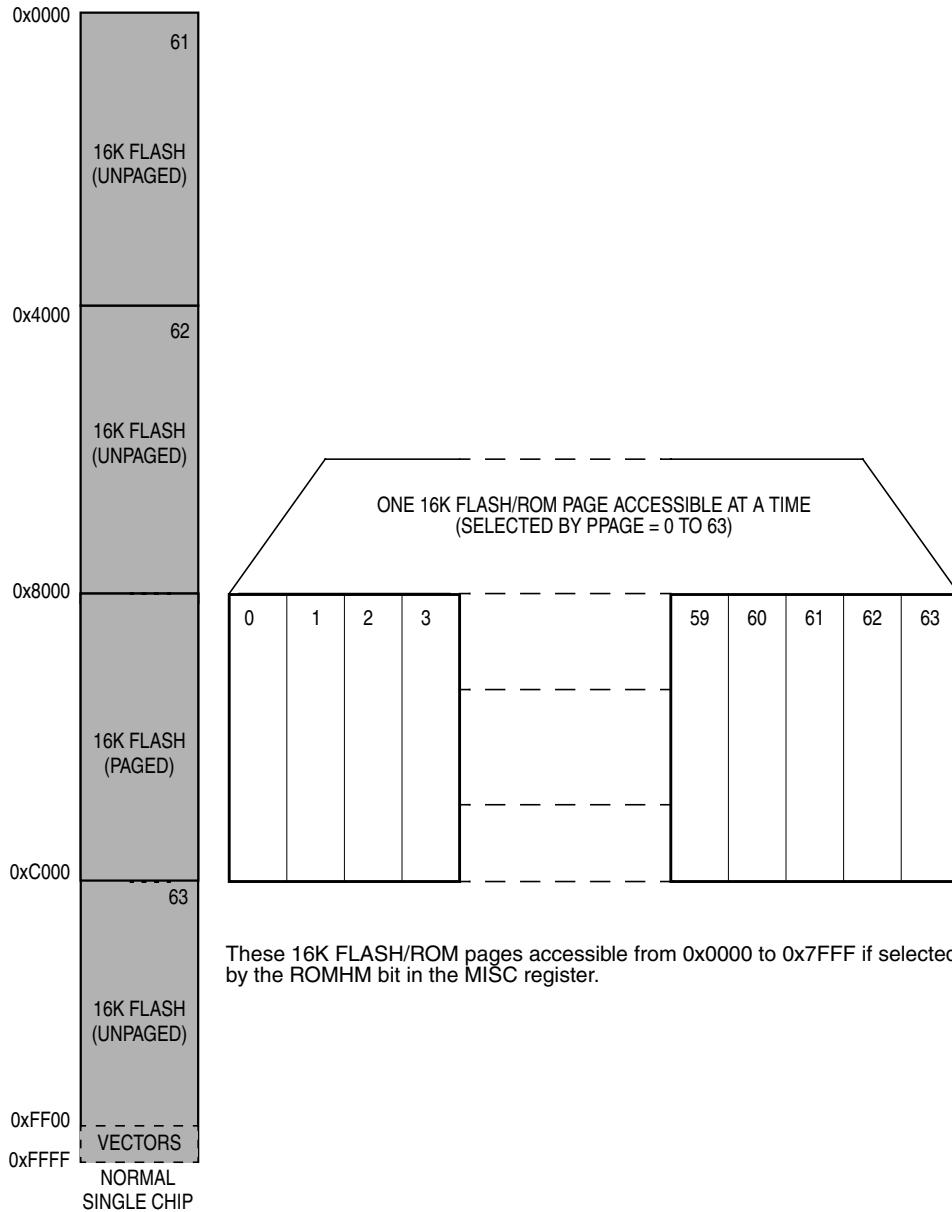 0x0000
61
16K FLASH
(UNPAGED)
0x4000
62
16K FLASH
(UNPAGED)
ONE 16K FLASH/ROM PAGE ACCESSIBLE AT A TIME
(SELECTED BY PPAGE = 0 TO 63)
0x8000
0 1 2 3 59 60 61 62 63
16K FLASH
(PAGED)
0xC000
63
These 16K FLASH/ROM pages accessible from 0x0000 to 0x7FFF if selected
by the ROMHM bit in the MISC register.
16K FLASH
(UNPAGED)
0xFF00
VECTORS
0xFFFF
NORMAL
SINGLE CHIP